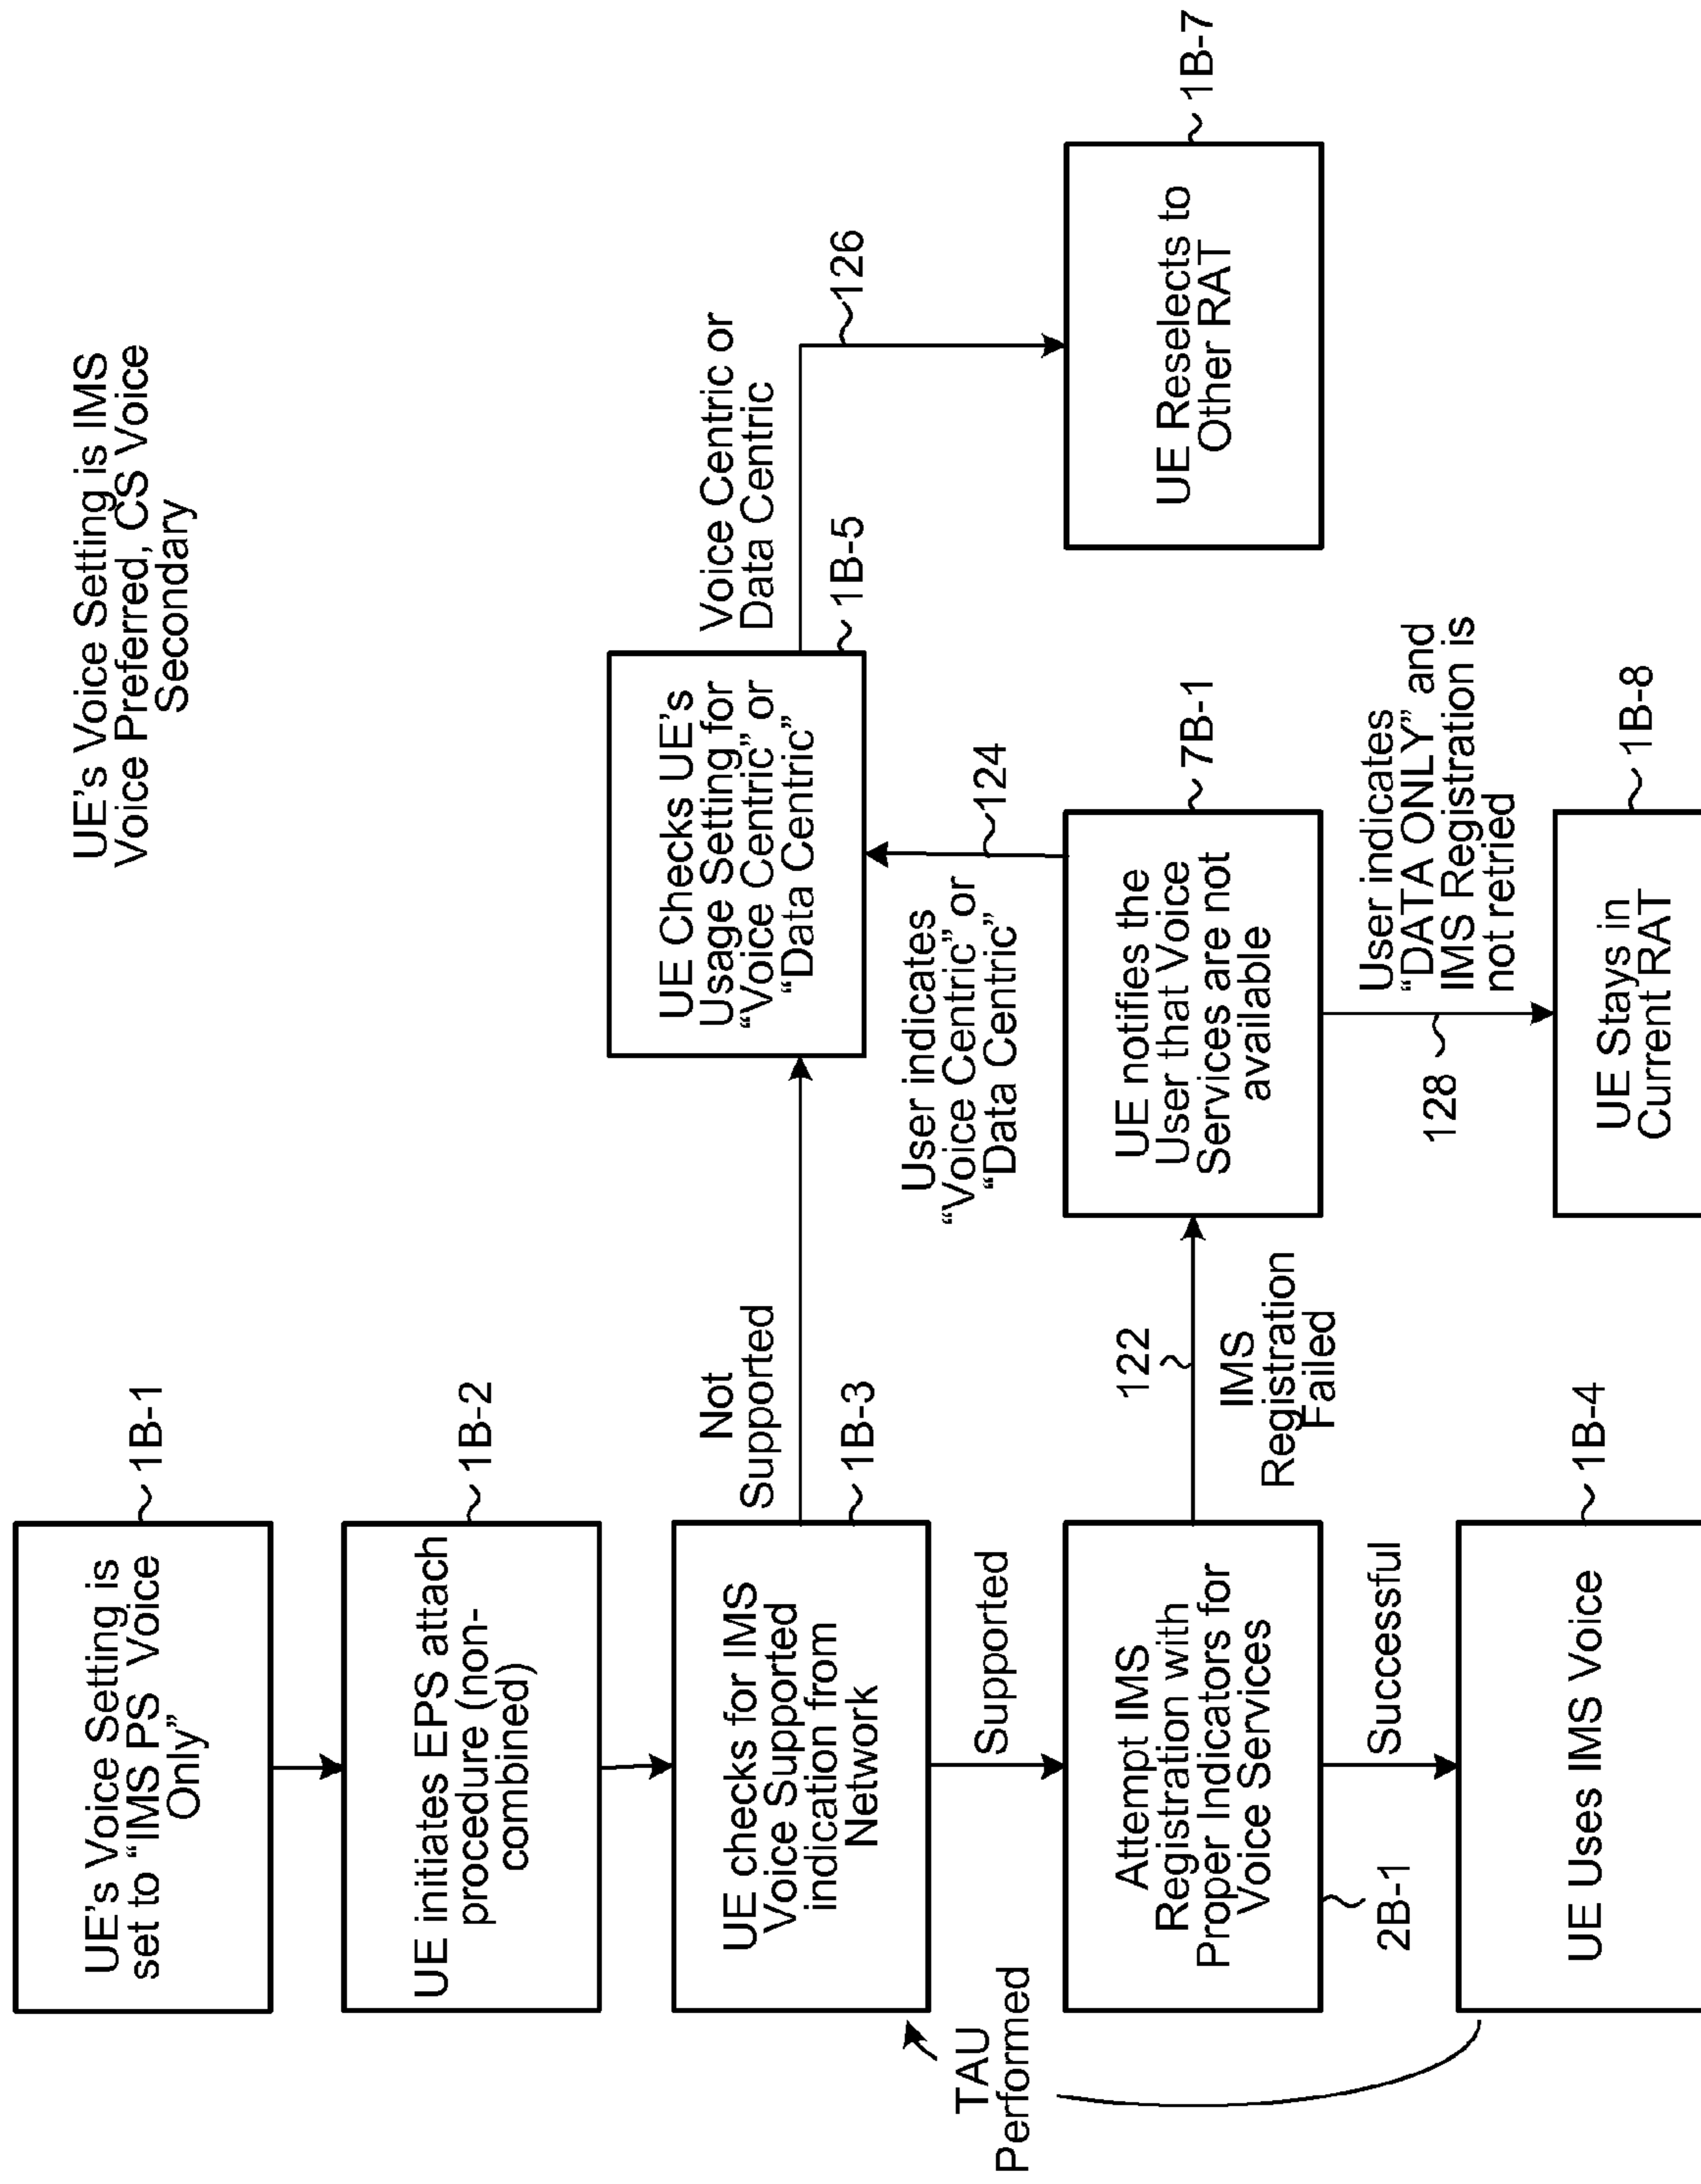 UE's Voice Setting is IMS
Voice Preferred, CS Voice
Secondary
UE's Voice Setting is
set to “IMS PS Voice
Only”
1B-1
UE initiates EPS attach
procedure (non-
combined)
1B-2
UE checks for IMS
Voice Supported
indication from
Network
1B-3
Not
Supported
UE Checks UE's
Usage Setting for
“Voice Centric” or
“Data Centric”
1B-5
Voice Centric or
Data Centric
126
UE Reselects to
Other RAT
1B-7
Supported
TAU
Performed
Attempt IMS
Registration with
Proper Indicators for
Voice Services
2B-1
122
IMS
Registration
Failed
UE notifies the
User that Voice
Services are not
available
7B-1
User indicates
“Voice Centric” or
“Data Centric”
124
Successful
UE Uses IMS Voice
1B-4
128
User indicates
“DATA ONLY” and
IMS Registration is
not retried
UE Stays in
Current RAT
1B-8